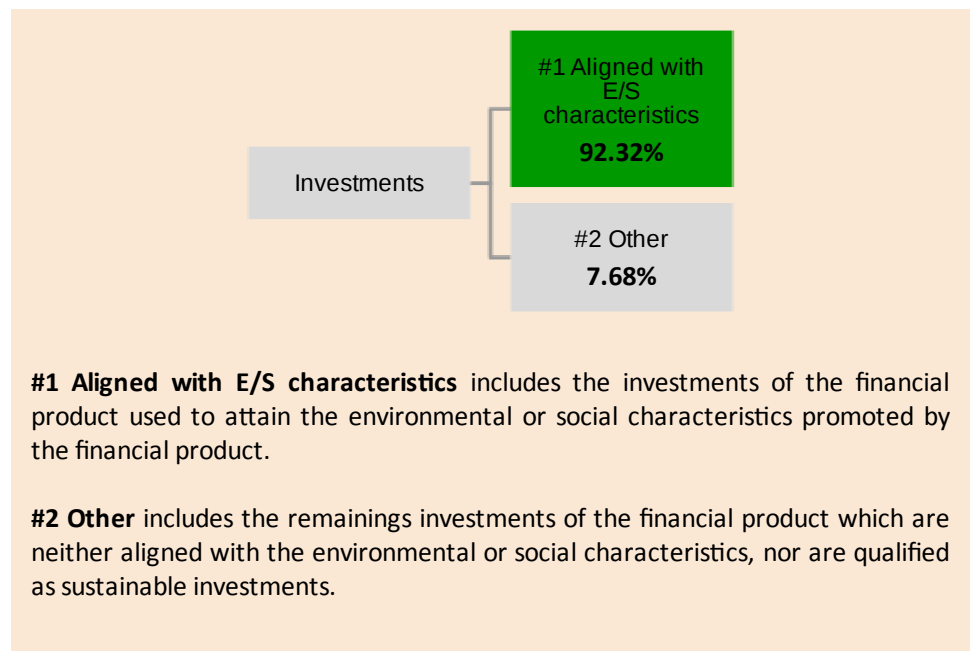 #1 Aligned with
E/S
characteristics
92.32%
Investments
#2 Other
7.68%
#1 Aligned with E/S characteristics includes the investments of the financial
product used to attain the environmental or social characteristics promoted by
the financial product.
#2 Other includes the remainings investments of the financial product which are
neither aligned with the environmental or social characteristics, nor are qualified
as sustainable investments.